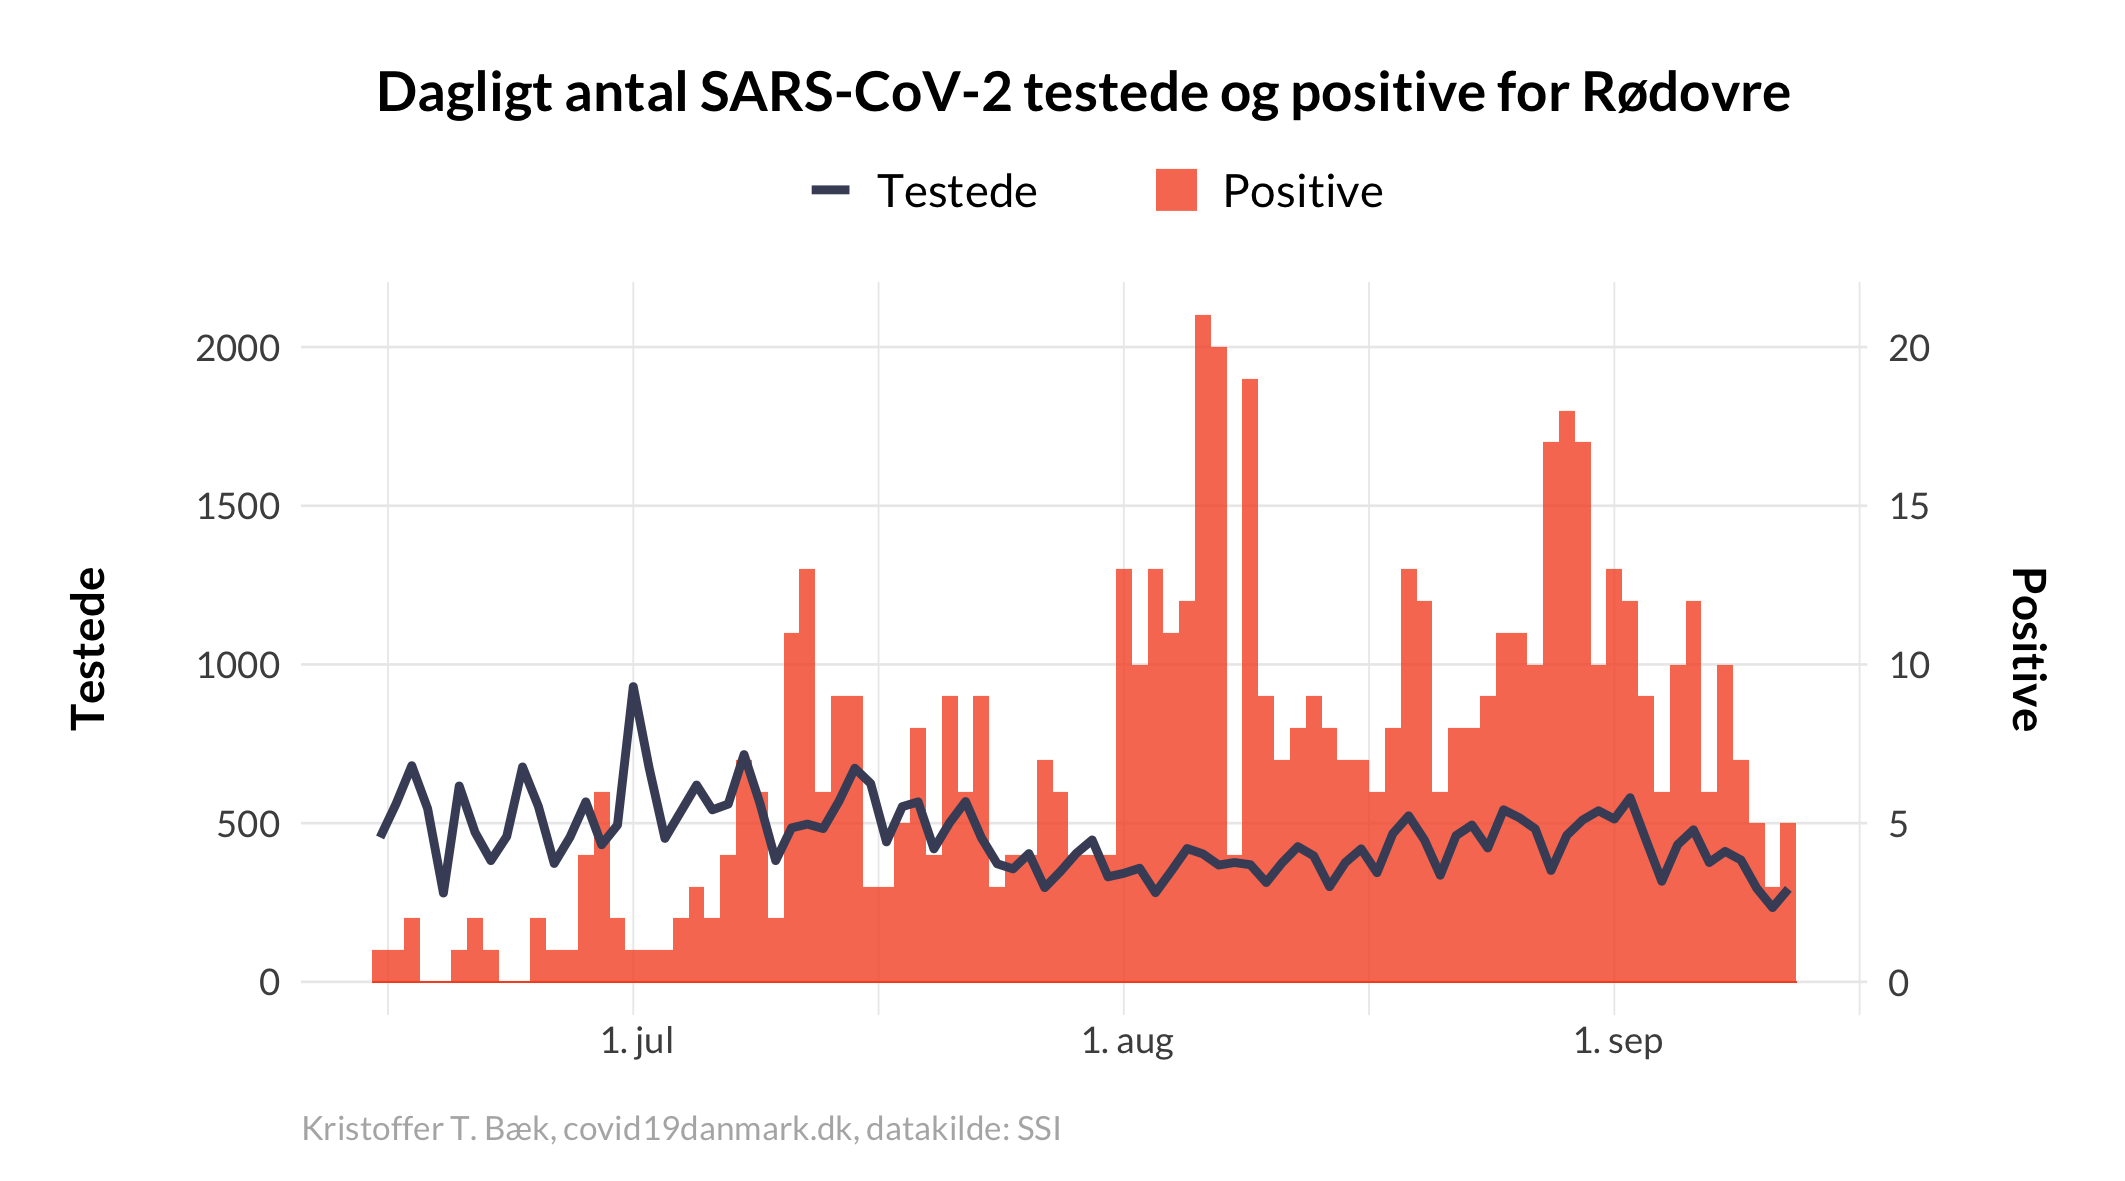 Dagligt antal SARS-CoV-2 testede og positive for Rødovre
Testede
Positive
Testede
2000
1500
1000
500
0
20
15
10
5
0
Positive
1. jul
1. aug
1. sep
Kristoffer T. Bæk, covid19danmark.dk, datakilde: SSI